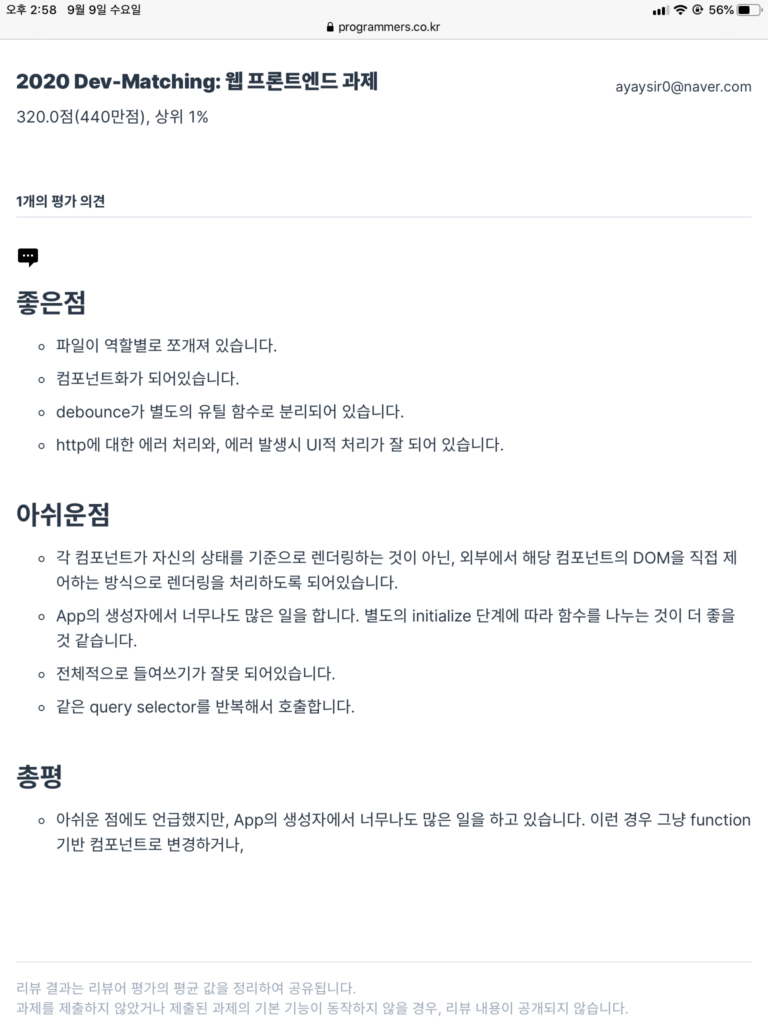 오후 2:58 9월 9일 수요일
56%
programmers.co.kr
2020 Dev-Matching: 웹 프론트엔드 과제
ayaysir0@naver.com
320.0점(440만점), 상위 1%
1개의 평가 의견
좋은점
파일이 역할별로 쪼개져 있습니다.
컴포넌트화가 되어있습니다.
debounce가 별도의 유틸 함수로 분리되어 있습니다.
http에 대한 에러 처리와, 에러 발생시 UI적 처리가 잘 되어 있습니다.
아쉬운점
각 컴포넌트가 자신의 상태를 기준으로 렌더링하는 것이 아닌, 외부에서 해당 컴포넌트의 DOM을 직접 제
어하는 방식으로 렌더링을 처리하도록 되어있습니다.
App의 생성자에서 너무나도 많은 일을 합니다. 별도의 initialize 단계에 따라 함수를 나누는 것이 더 좋을
것 같습니다.
전체적으로 들여쓰기가 잘못 되어있습니다.
같은 query selector를 반복해서 호출합니다.
총평
아쉬운 점에도 언급했지만, App의 생성자에서 너무나도 많은 일을 하고 있습니다. 이런 경우 그냥 function
기반 컴포넌트로 변경하거나,
리뷰 결과는 리뷰어 평가의 평균 값을 정리하여 공유됩니다.
과제를 제출하지 않았거나 제출된 과제의 기본 기능이 동작하지 않을 경우, 리뷰 내용이 공개되지 않습니다.